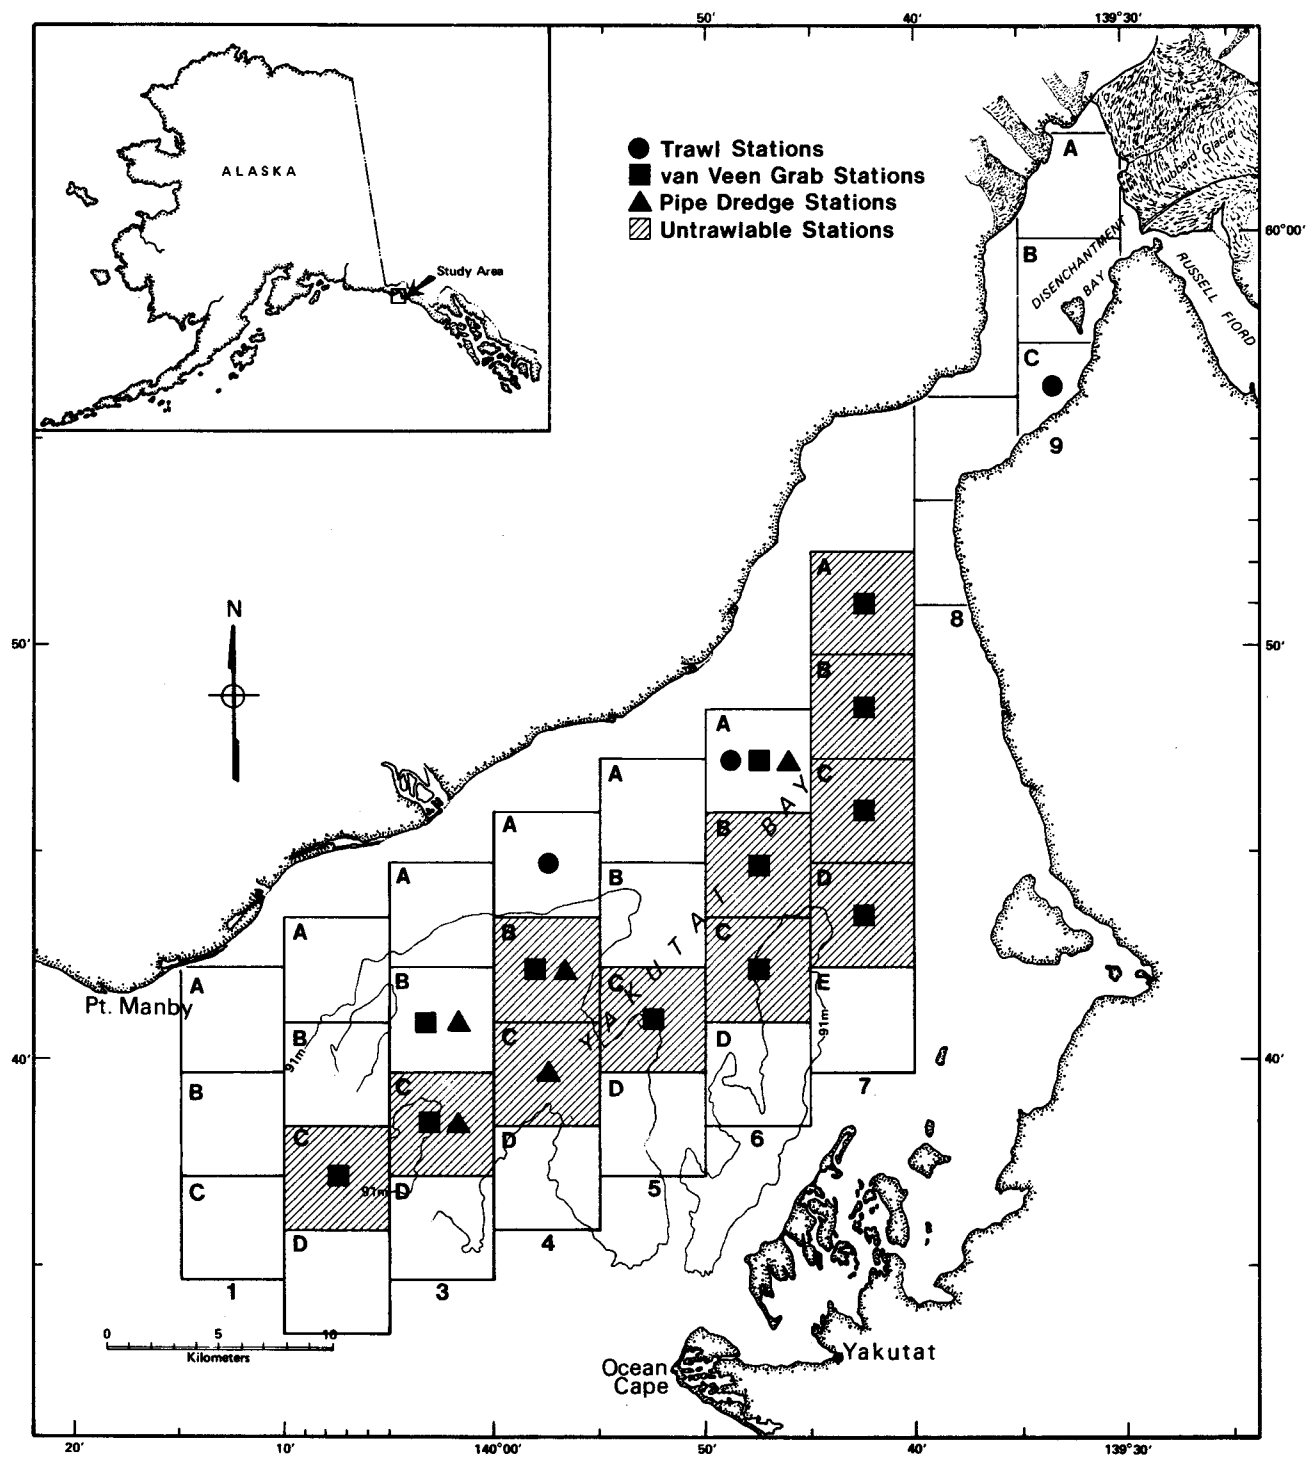 50'
40'
139°30'
ALASKA
Study Area
Trawl Stations
van Veen Grab Stations
Pipe Dredge Stations
Untrawlable Stations
A
Hubbard Glacier
60°00'
B
DISENCHANTMENT
BAY
RUSSELL FIORD
C
9
A
8
N
50'
50'
B
A
A
C
A
B
D
A
B
YAKUTAT BAY
A
B
C
A
B
C
E
Pt. Manby
91m
B
C
D
91m
40'
40'
B
C
D
7
C
D
6
C
91m
D
5
D
4
1
3
0
5
10
Kilometers
Yakutat
Ocean
Cape
20'
10'
140°00'
50'
40'
139°30'